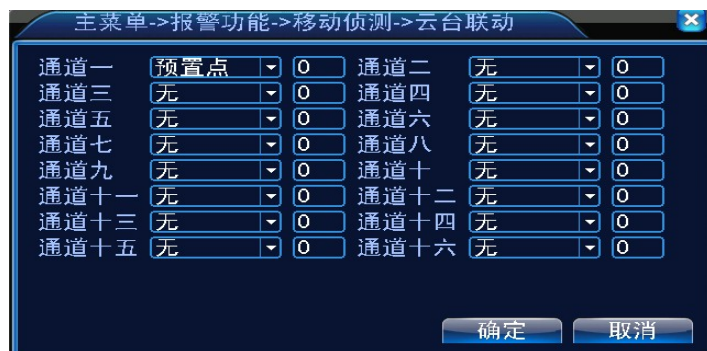 主菜单->报警功能->移动侦测->云台联动
通道一 预置点 0 通道二 无 0
通道三 无 0 通道四 无 0
通道五 无 0 通道六 无 0
通道七 无 0 通道八 无 0
通道九 无 0 通道十 无 0
通道十一 无 0 通道十二 无 0
通道十三 无 0 通道十四 无 0
通道十五 无 0 通道十六 无 0
确定 取消